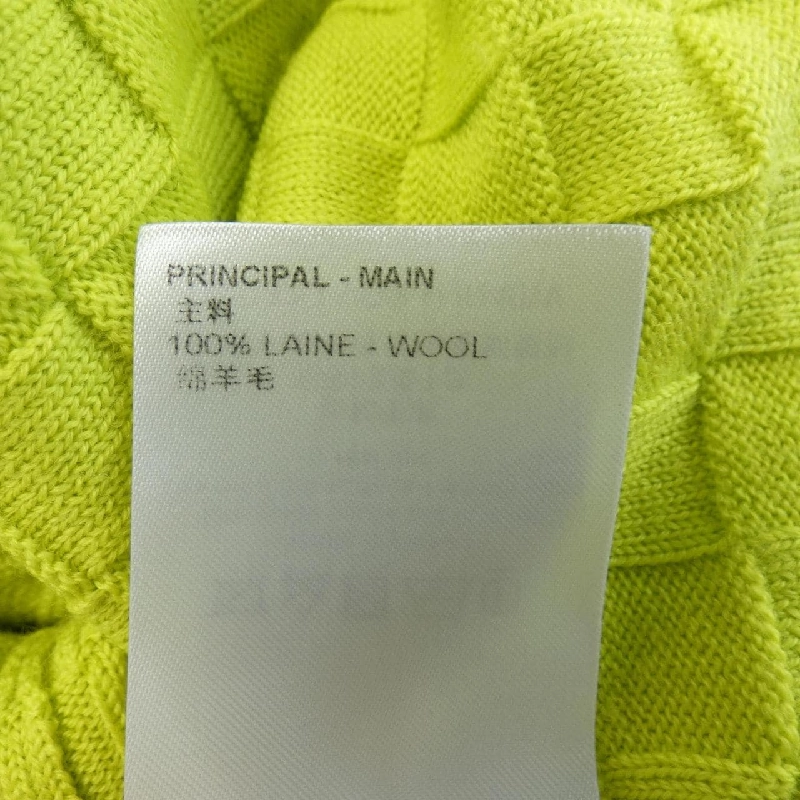 PRINCIPAL - MAIN
主料
100% LAINE - WOOL
绵羊毛